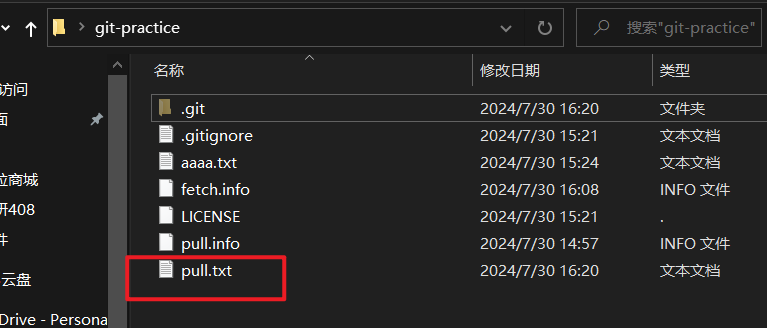 git-practice
搜索"git-practice"
名称 修改日期 类型
访问
.git 2024/7/30 16:20 文件夹
面
.gitignore 2024/7/30 15:21 文本文档
aaaa.txt 2024/7/30 15:24 文本文档
位商城
fetch.info 2024/7/30 16:08 INFO 文件
研408
LICENSE 2024/7/30 15:21 .
件
pull.info 2024/7/30 14:57 INFO 文件
pull.txt 2024/7/30 16:20 文本文档
云盘
Drive - Persona